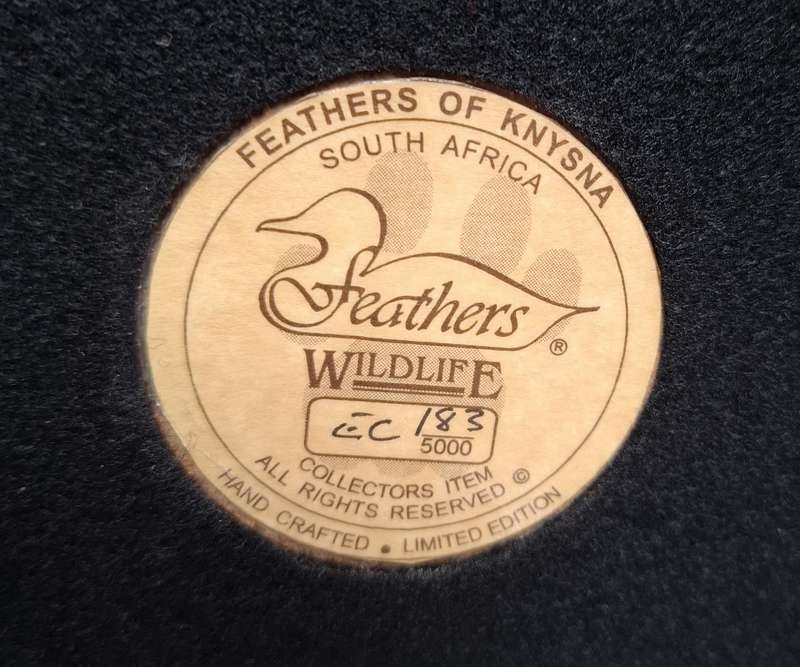 FEATHERS OF KNYSNA
SOUTH AFRICA
Feathers ®
WILDLIFE
EC 183
5000
COLLECTORS ITEM
ALL RIGHTS RESERVED ©
HAND CRAFTED • LIMITED EDITION